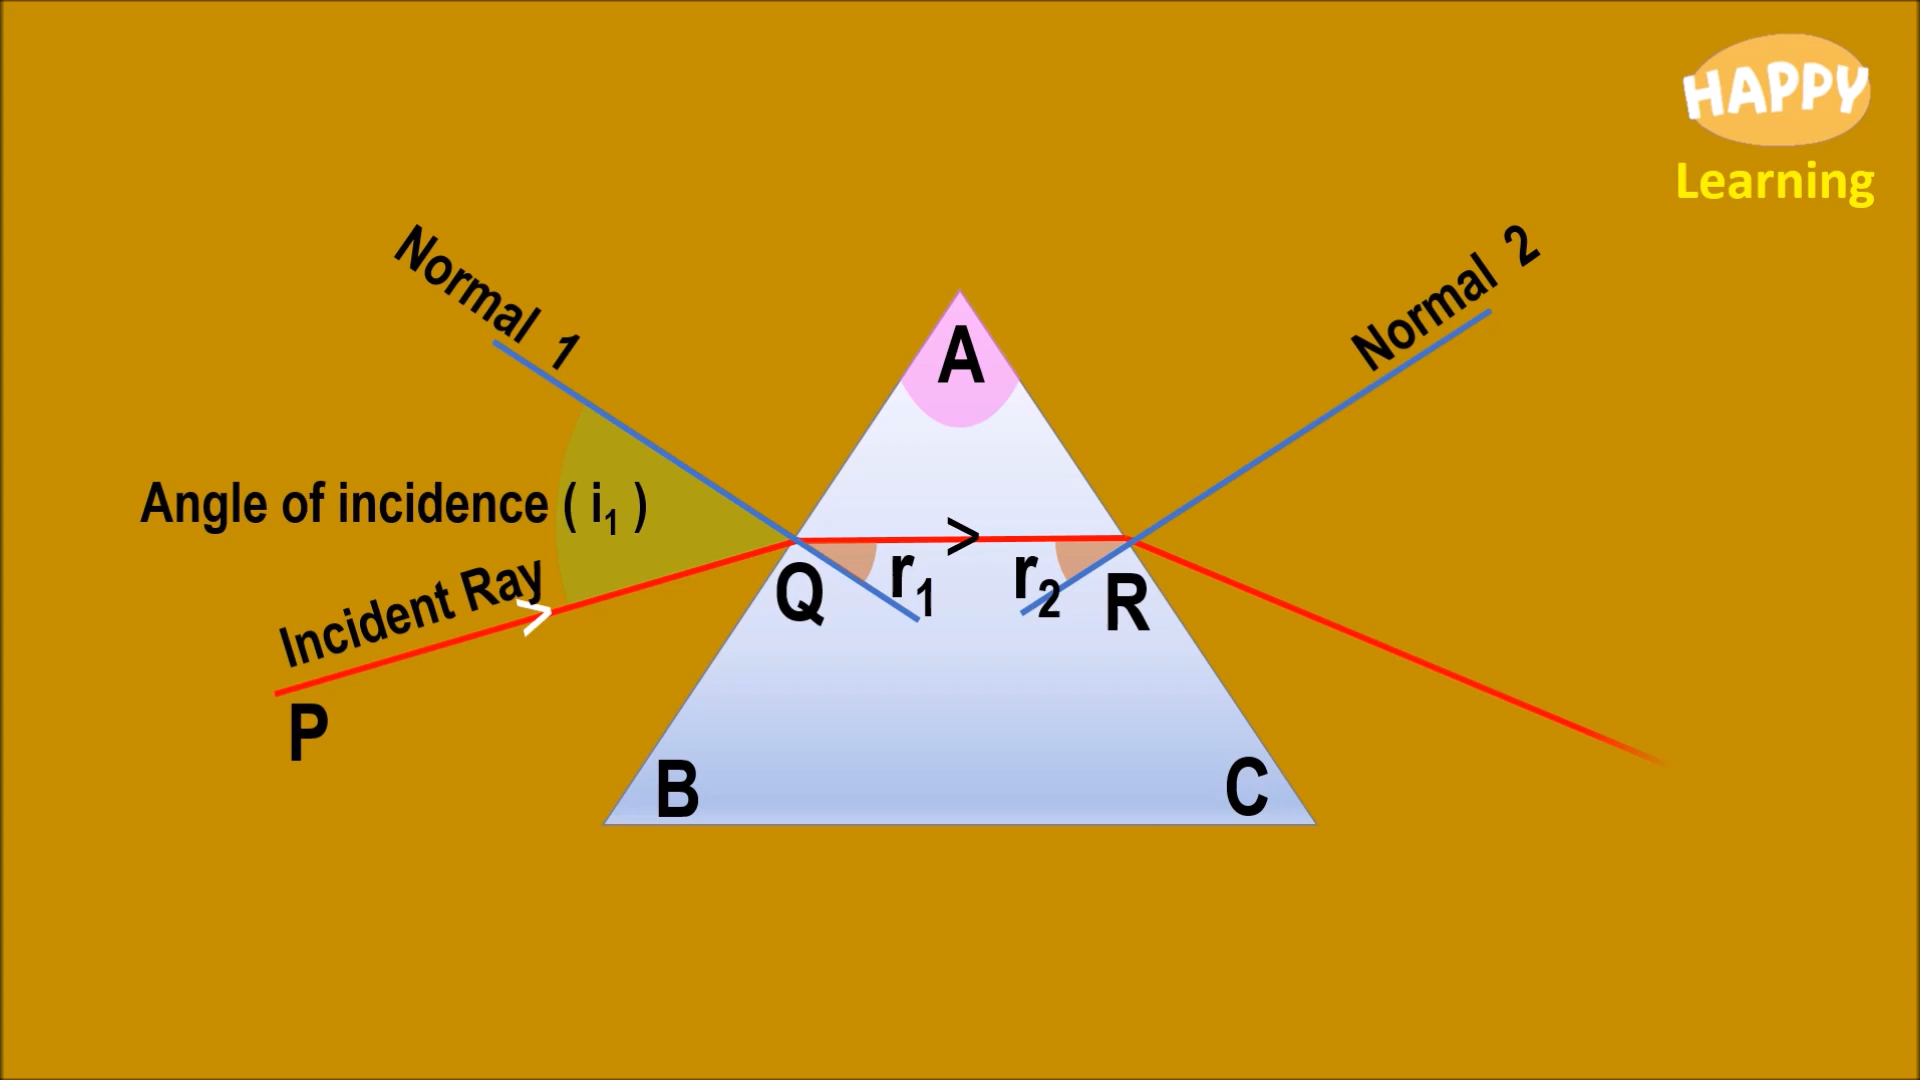 HAPPY
Learning
Normal 1
Normal 2
A
Angle of incidence ( i₁ )
>
Incident Ray
Q
r₁
r₂
R
P
B
C